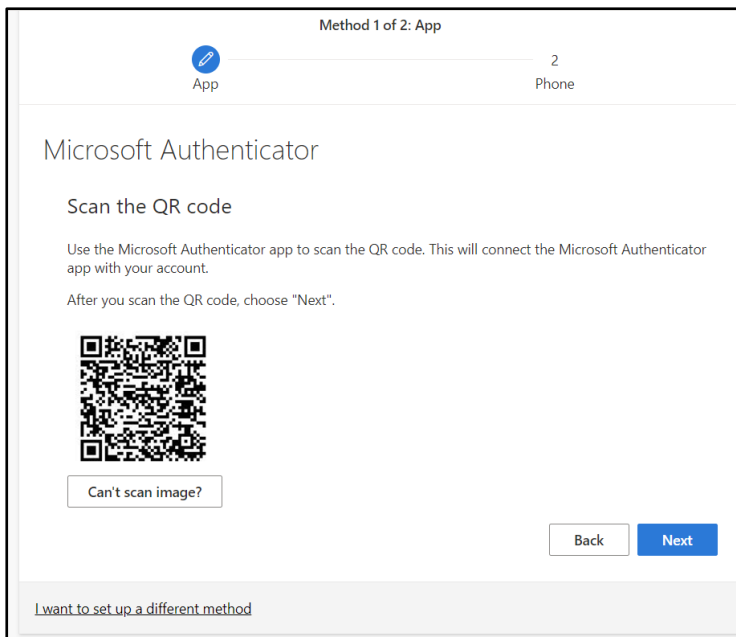 Method 1 of 2: App
2
App
Phone
Microsoft Authenticator
Scan the QR code
Use the Microsoft Authenticator app to scan the QR code. This will connect the Microsoft Authenticator
app with your account.
After you scan the QR code, choose "Next".
Can't scan image?
Back
Next
I want to set up a different method